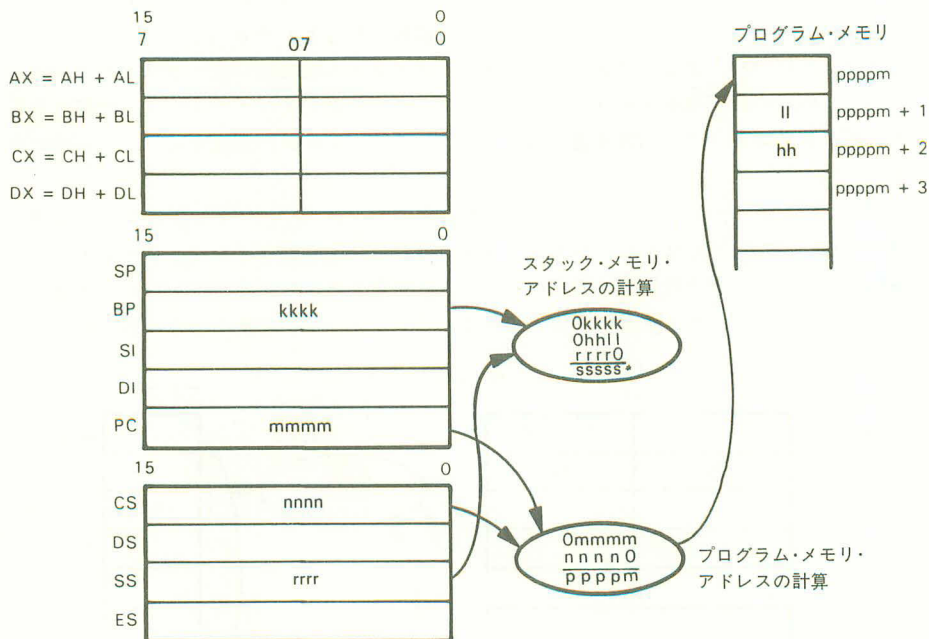 15 0
7 07 0
AX = AH + AL
BX = BH + BL
CX = CH + CL
DX = DH + DL
15 0
SP
BP kkkk
SI
DI
PC mmmm
15 0
CS nnnn
DS
SS rrrr
ES
スタック・メモリ・
アドレスの計算
0kkkk
0hhll
rrrr0
sssss
プログラム・メモリ
ppppm
ll ppppm + 1
hh ppppm + 2
ppppm + 3
0mmmm
nnnn0
ppppm
プログラム・メモリ・
アドレスの計算